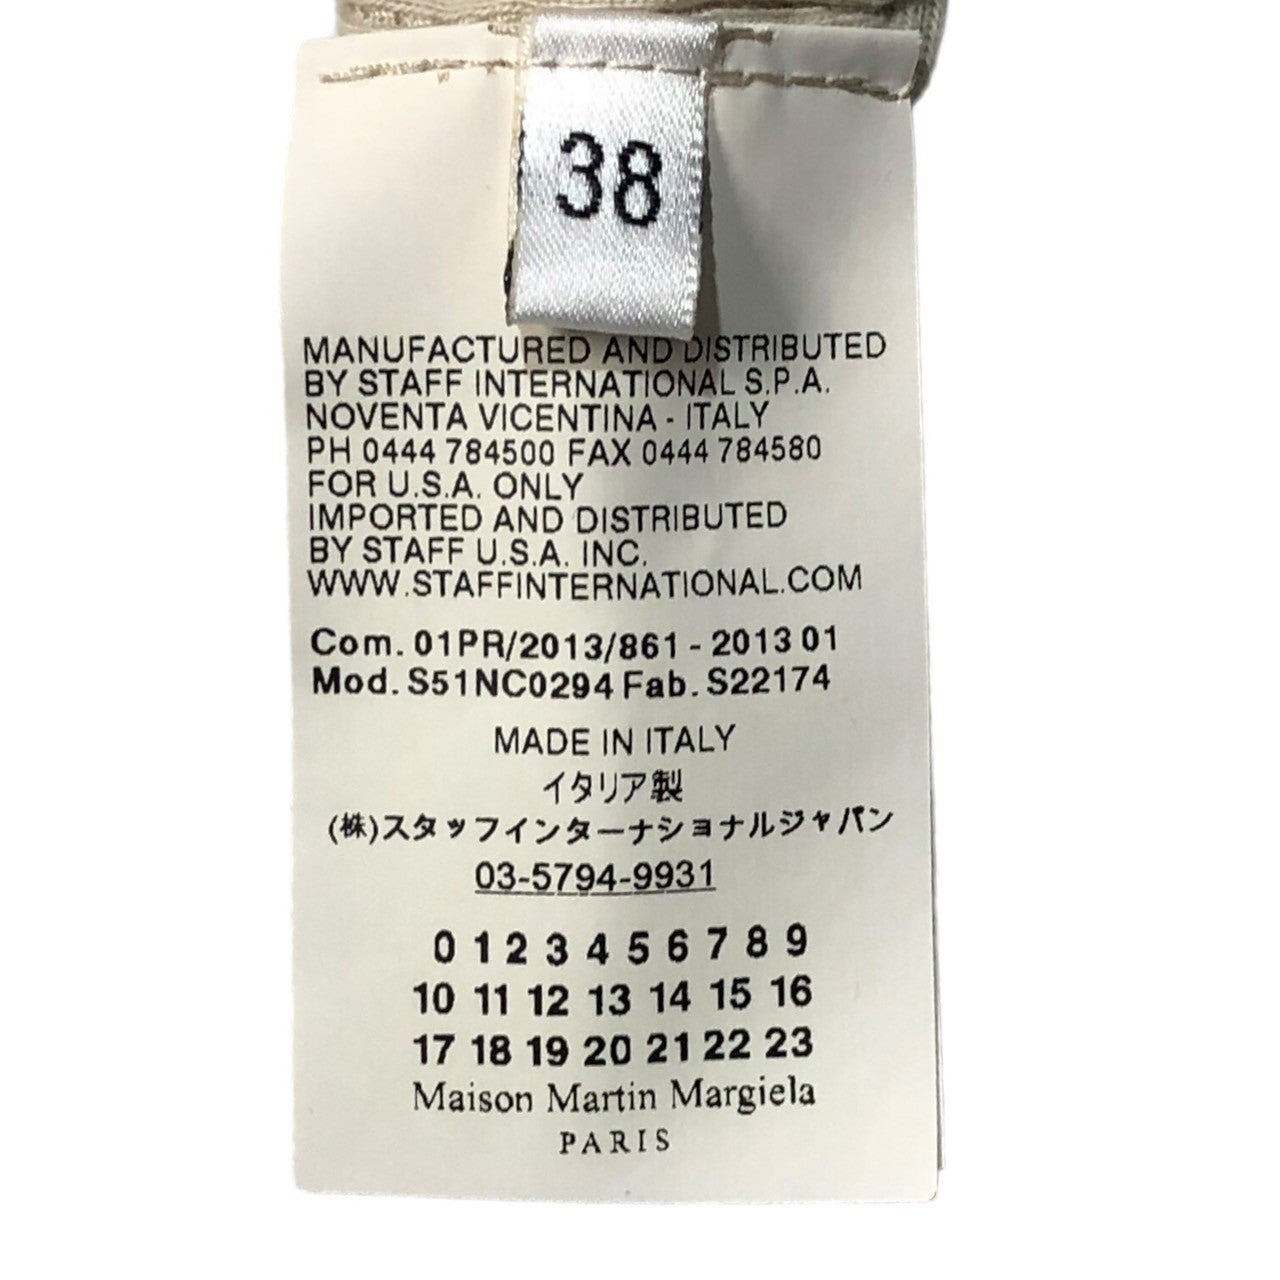 38
MANUFACTURED AND DISTRIBUTED
BY STAFF INTERNATIONAL S.P.A.
NOVENTA VICENTINA - ITALY
PH 0444 784500 FAX 0444 784580
FOR U.S.A. ONLY
IMPORTED AND DISTRIBUTED
BY STAFF U.S.A. INC.
WWW.STAFFINTERNATIONAL.COM
Com. 01PR/2013/861 - 2013 01
Mod. S51NC0294 Fab. S22174
MADE IN ITALY
イタリア製
(株)スタッフインターナショナルジャパン
03-5794-9931
0 1 2 3 4 5 6 7 8 9
10 11 12 13 14 15 16
17 18 19 20 21 22 23
Maison Martin Margiela
PARIS